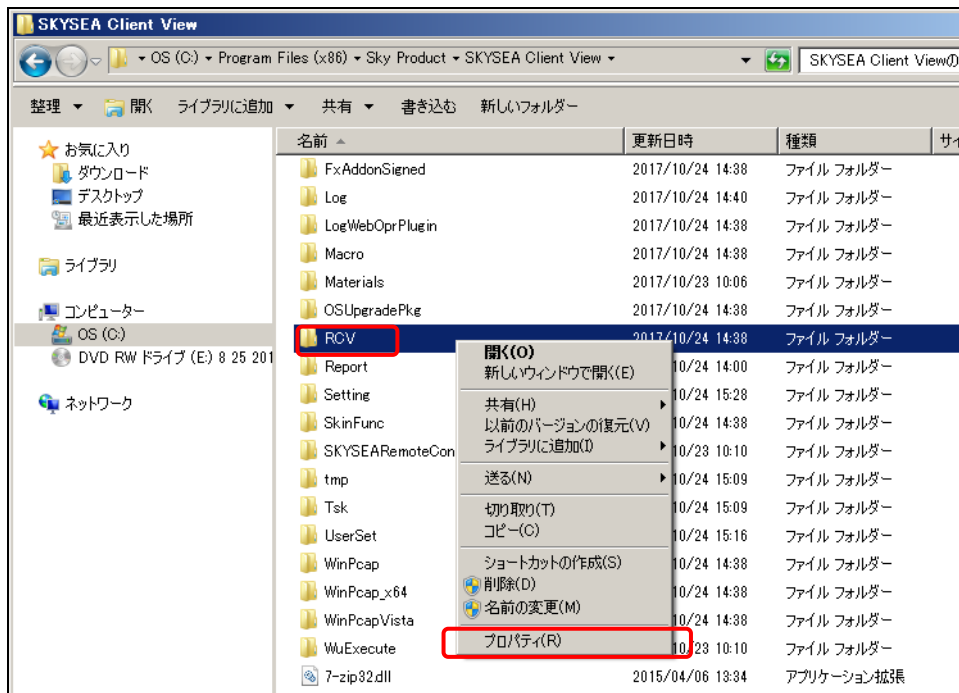 SKYSEA Client View
OS (C:) Program Files (x86) Sky Product SKYSEA Client View
SKYSEA Client Viewの
整理 開く ライブラリに追加 共有 書き込む 新しいフォルダー
お気に入り
ダウンロード
デスクトップ
最近表示した場所
ライブラリ
コンピューター
OS (C:)
DVD RW ドライブ (E:) 8 25 201
ネットワーク
名前 更新日時 種類 サイ
FxAddonSigned 2017/10/24 14:38 ファイル フォルダー
Log 2017/10/24 14:40 ファイル フォルダー
LogWebOprPlugin 2017/10/24 14:38 ファイル フォルダー
Macro 2017/10/24 14:38 ファイル フォルダー
Materials 2017/10/23 10:06 ファイル フォルダー
OSUpgradePkg 2017/10/24 14:38 ファイル フォルダー
RCV 2017/10/24 14:38 ファイル フォルダー
Report 10/24 14:00 ファイル フォルダー
Setting 10/24 15:28 ファイル フォルダー
SkinFunc 10/24 14:38 ファイル フォルダー
SKYSEARemoteCon 10/23 10:10 ファイル フォルダー
tmp 10/24 15:09 ファイル フォルダー
Tsk 10/24 15:09 ファイル フォルダー
UserSet 10/24 15:16 ファイル フォルダー
WinPcap 10/24 14:38 ファイル フォルダー
WinPcap_x64 10/24 14:38 ファイル フォルダー
WinPcapVista 10/24 14:38 ファイル フォルダー
WuExecute 10/23 10:10 ファイル フォルダー
7-zip32.dll 2015/04/06 13:34 アプリケーション拡張
開く(O)
新しいウィンドウで開く(E)
共有(H)
以前のバージョンの復元(V)
ライブラリに追加(I)
送る(N)
切り取り(T)
コピー(C)
ショートカットの作成(S)
削除(D)
名前の変更(M)
プロパティ(R)